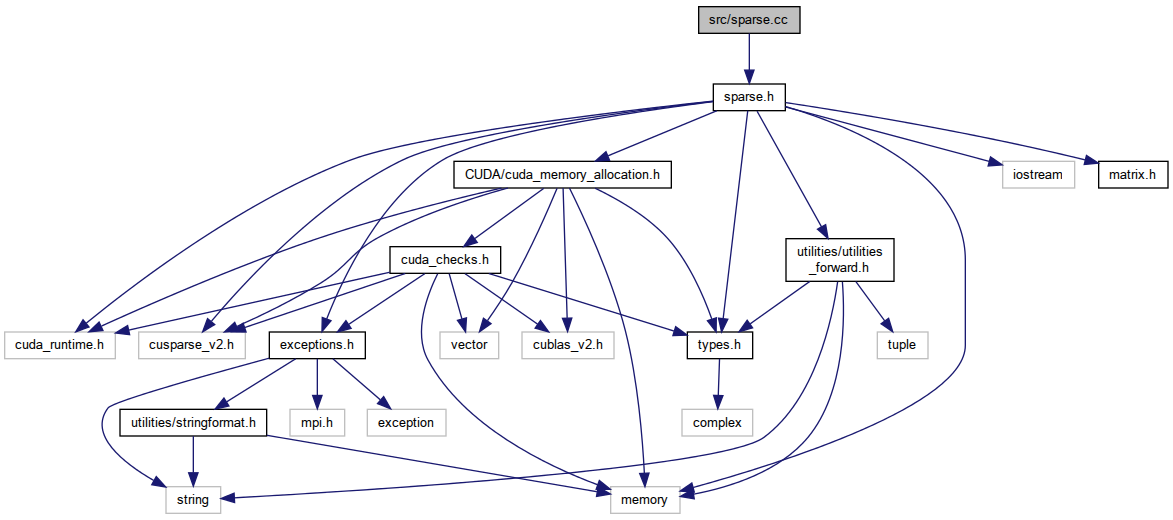 src/sparse.cc
sparse.h
CUDA/cuda_memory_allocation.h
iostream
matrix.h
cuda_checks.h
utilities/utilities
_forward.h
cuda_runtime.h
cusparse_v2.h
exceptions.h
vector
cublas_v2.h
types.h
tuple
utilities/stringformat.h
mpi.h
exception
complex
string
memory